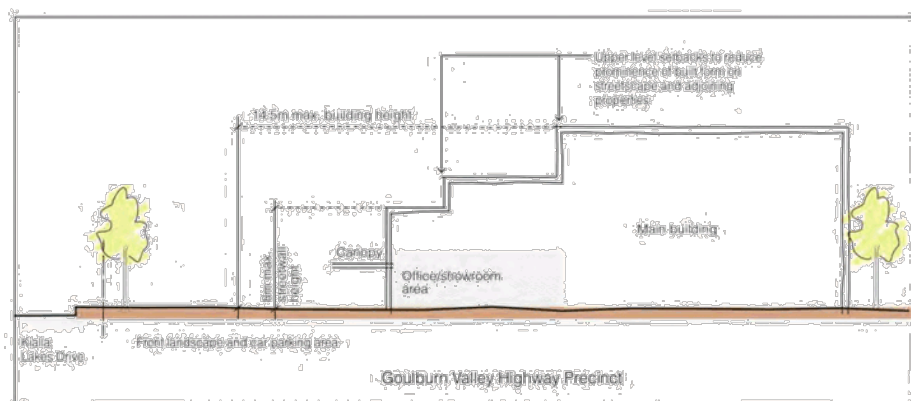 Upper level setbacks to reduce
prominence of built form on
streetscape and adjoining
properties
14.5m max. building height
Main building
Canopy
8m max.
streetwall
height
Office/showroom
area
Kialla
Lakes Drive
Front landscape and car parking area
Goulburn Valley Highway Precinct